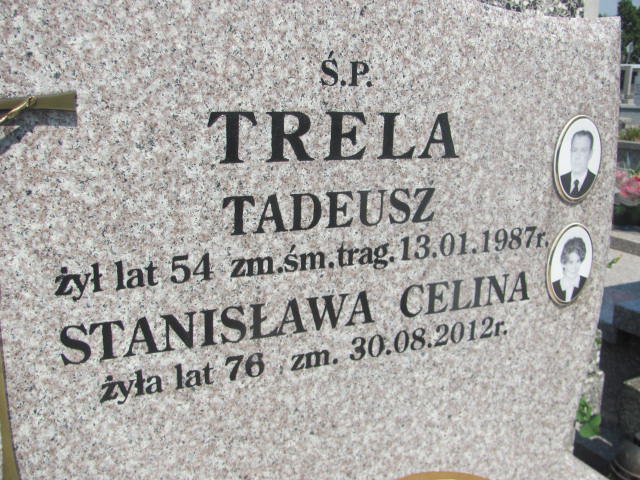 Ś.P.
TRELA
TADEUSZ
żył lat 54 zm.śm.trag.13.01.1987r.
STANISŁAWA CELINA
żyła lat 76 zm. 30.08.2012r.